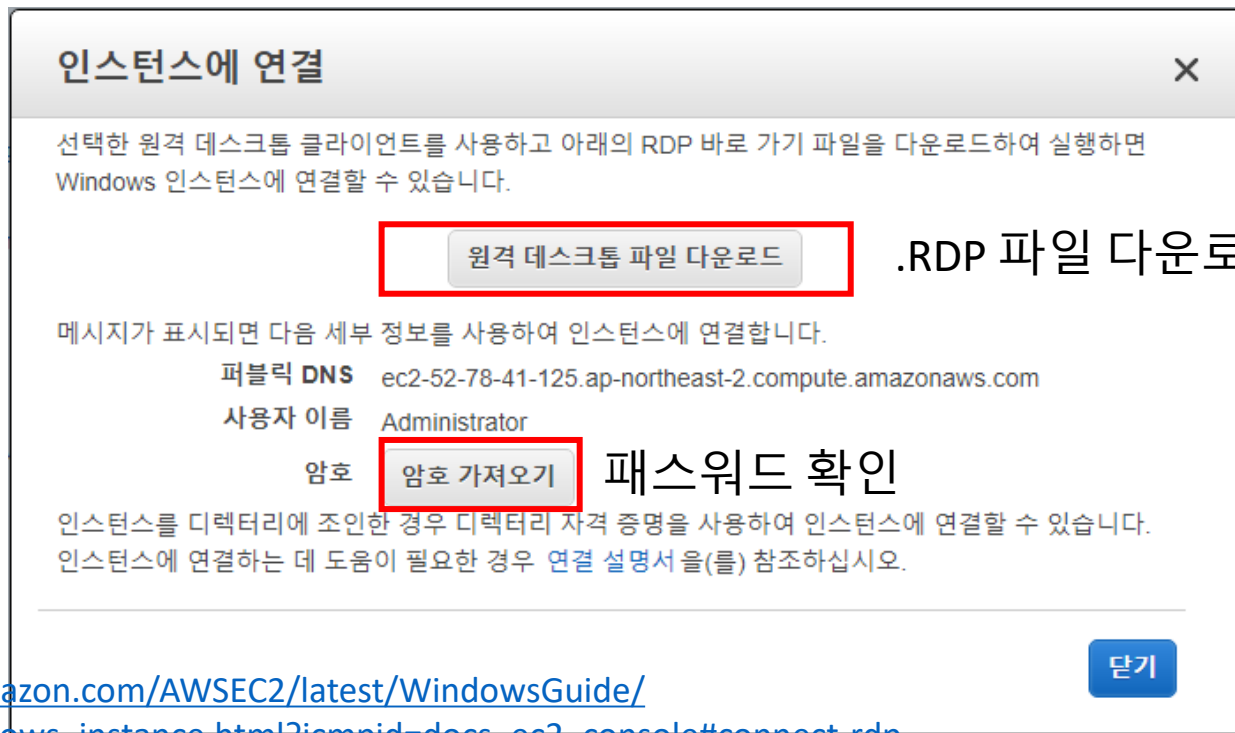 인스턴스에 연결
선택한 원격 데스크톱 클라이언트를 사용하고 아래의 RDP 바로 가기 파일을 다운로드하여 실행하면
Windows 인스턴스에 연결할 수 있습니다.
원격 데스크톱 파일 다운로드
.RDP 파일 다운로
메시지가 표시되면 다음 세부 정보를 사용하여 인스턴스에 연결합니다.
퍼블릭 DNS ec2-52-78-41-125.ap-northeast-2.compute.amazonaws.com
사용자 이름 Administrator
암호 암호 가져오기 패스워드 확인
인스턴스를 디렉터리에 조인한 경우 디렉터리 자격 증명을 사용하여 인스턴스에 연결할 수 있습니다.
인스턴스에 연결하는 데 도움이 필요한 경우 연결 설명서 을(를) 참조하십시오.
닫기
azon.com/AWSEC2/latest/WindowsGuide/
ows_instance.html?icmpid=docs_ec2_console#connect-rdp